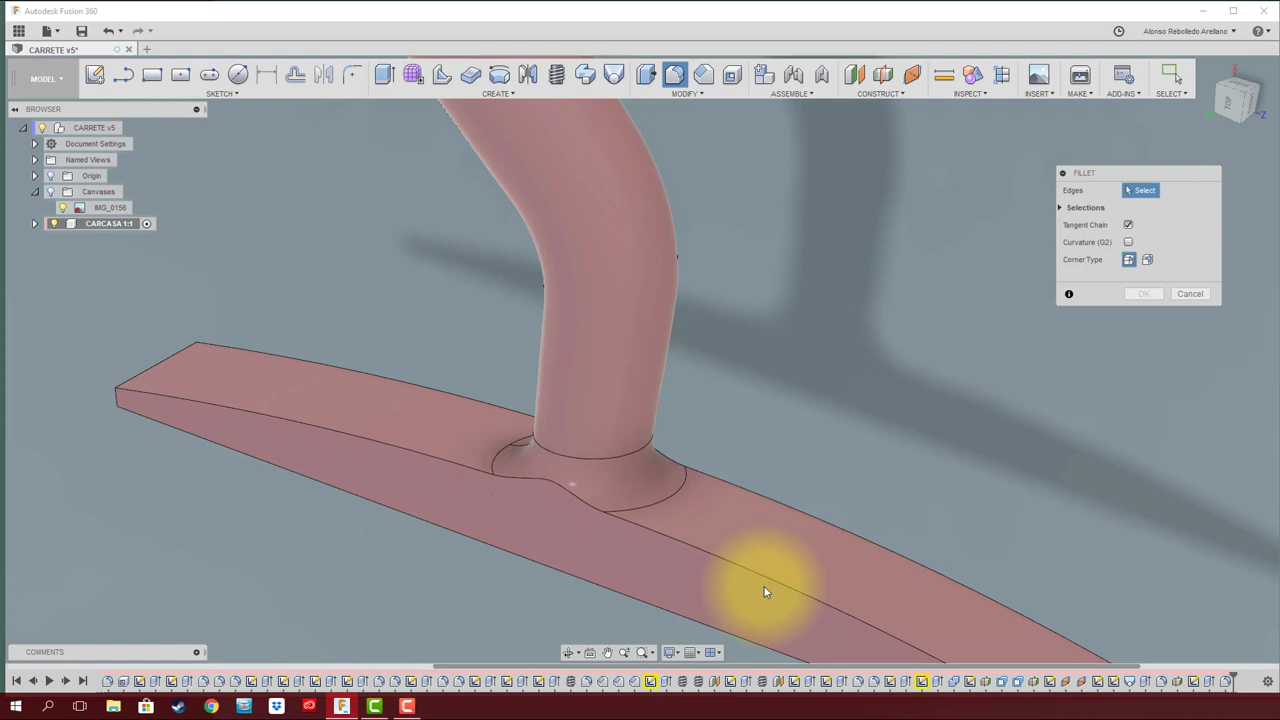 Autodesk Fusion 360
Alonso Rebolledo Arellano
CARRETE v5*
MODEL
SKETCH
CREATE
MODIFY
ASSEMBLE
CONSTRUCT
INSPECT
INSERT
MAKE
ADD-INS
SELECT
TOP
X
Z
BROWSER
CARRETE v5
Document Settings
Named Views
Origin
Canvases
IMG_0156
CARCASA 1:1
FILLET
Edges Select
Selections
Tangent Chain
Curvature (G2)
Corner Type
OK Cancel
COMMENTS